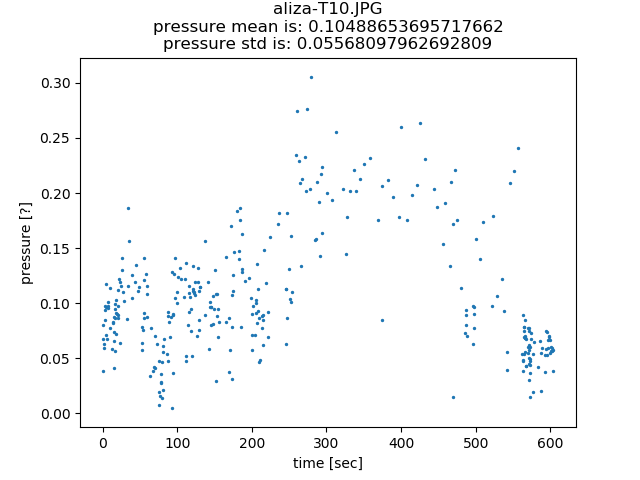 aliza-T10.JPG
pressure mean is: 0.10488653695717662
pressure std is: 0.05568097962692809
0.30
0.25
0.20
0.15
0.10
0.05
0.00
pressure [?]
0 100 200 300 400 500 600
time [sec]